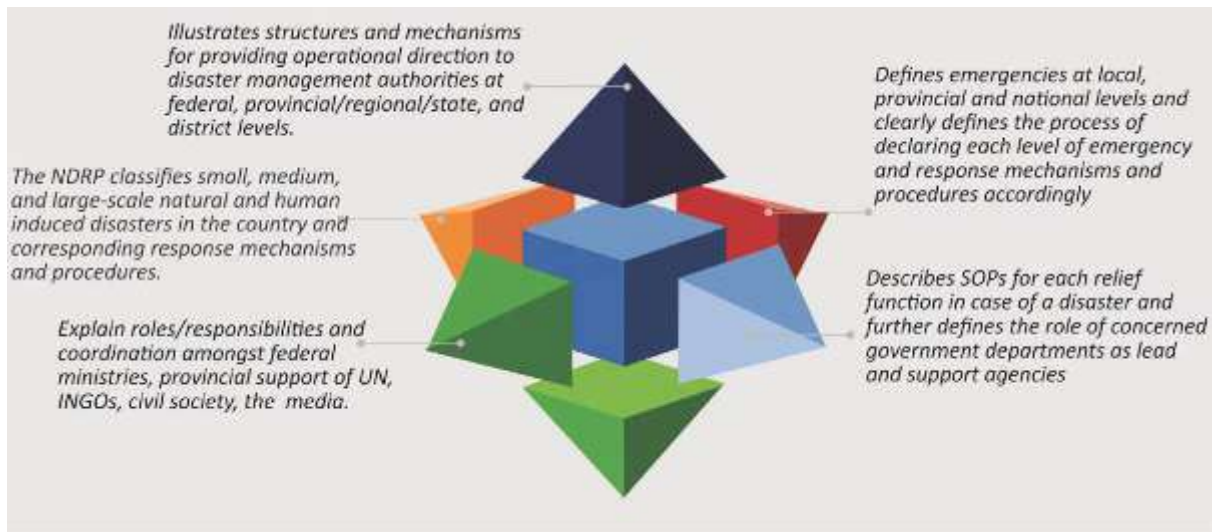 Illustrates structures and mechanisms
for providing operational direction to
disaster management authorities at
federal, provincial/regional/state, and
district levels.
Defines emergencies at local,
provincial and national levels and
clearly defines the process of
declaring each level of emergency
and response mechanisms and
procedures accordingly
The NDRP classifies small, medium,
and large-scale natural and human
induced disasters in the country and
corresponding response mechanisms
and procedures.
Describes SOPs for each relief
function in case of a disaster and
further defines the role of concerned
government departments as lead
and support agencies
Explain roles/responsibilities and
coordination amongst federal
ministries, provincial support of UN,
INGOs, civil society, the media.